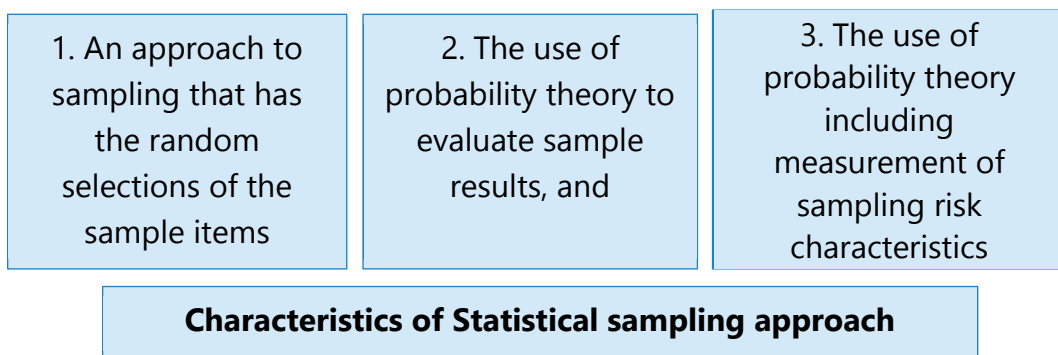 1. An approach to
sampling that has
the random
selections of the
sample items
2. The use of
probability theory to
evaluate sample
results, and
3. The use of
probability theory
including
measurement of
sampling risk
characteristics
Characteristics of Statistical sampling approach